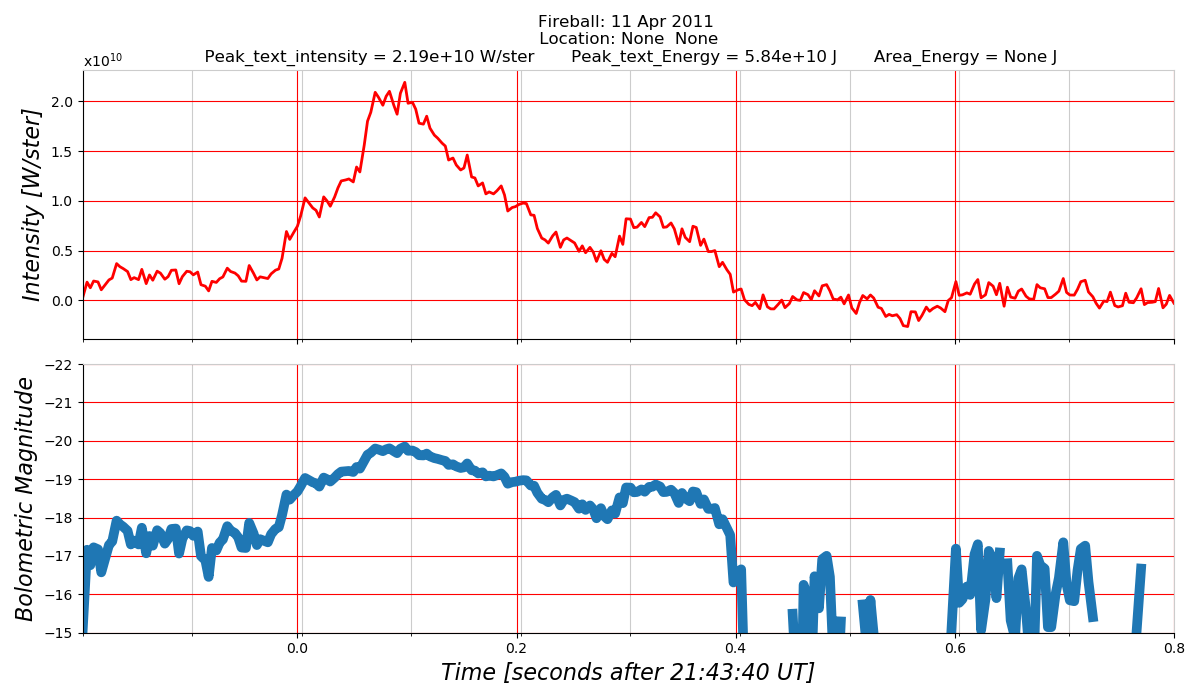 Fireball: 11 Apr 2011
Location: None  None
Peak_text_intensity = 2.19e+10 W/ster       Peak_text_Energy = 5.84e+10 J       Area_Energy = None J
x10¹⁰
2.0
1.5
1.0
0.5
0.0
Intensity [W/ster]
−22
−21
−20
−19
−18
−17
−16
−15
Bolometric Magnitude
0.0 0.2 0.4 0.6 0.8
Time [seconds after 21:43:40 UT]